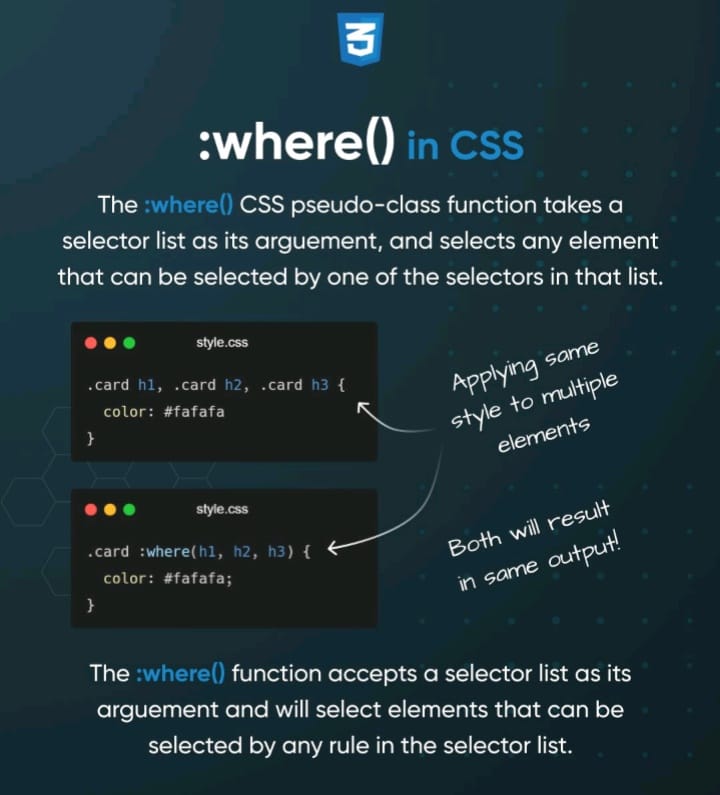 :where() in CSS
The :where() CSS pseudo-class function takes a
selector list as its arguement, and selects any element
that can be selected by one of the selectors in that list.
style.css
.card h1, .card h2, .card h3 {
color: #fafafa
}
Applying same
style to multiple
elements
style.css
.card :where(h1, h2, h3) {
color: #fafafa;
}
Both will result
in same output!
The :where() function accepts a selector list as its
arguement and will select elements that can be
selected by any rule in the selector list.